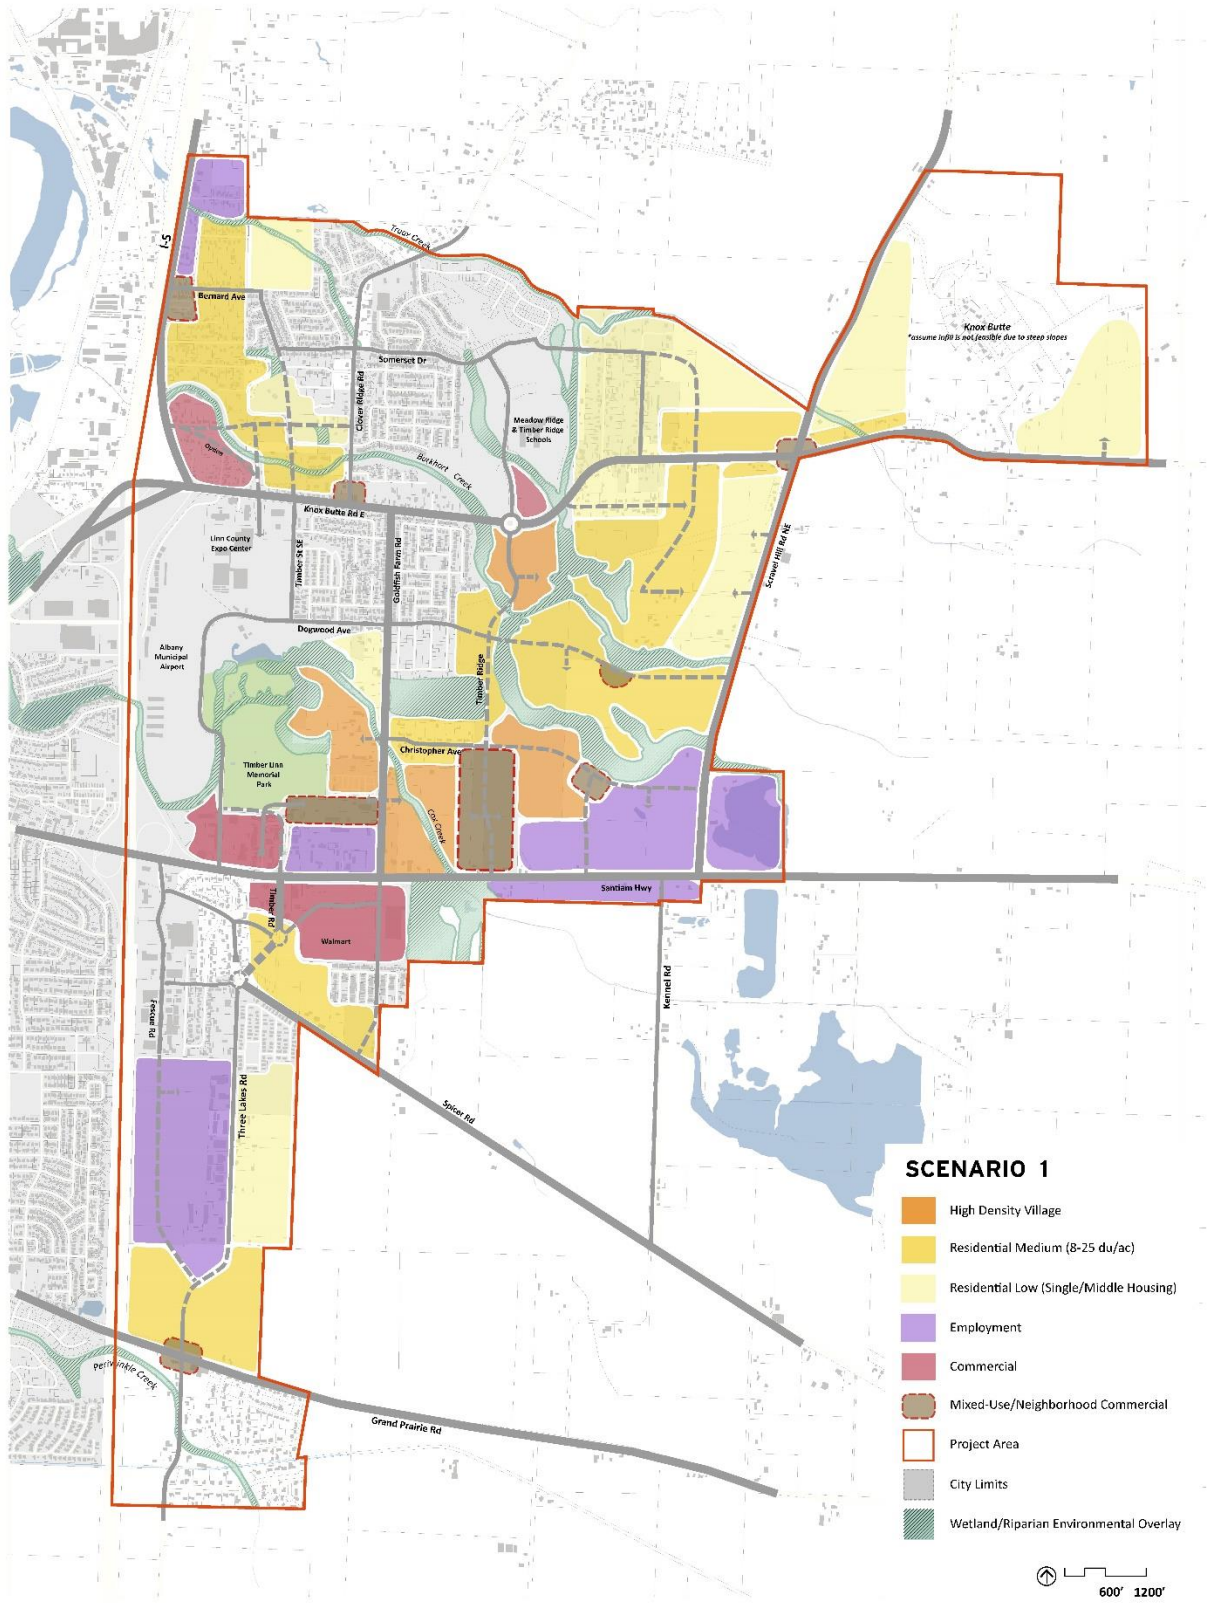 Truax Creek
I-5
Bernard Ave
Knox Butte
*assume infill is not feasible due to steep slopes
Somerset Dr
Clover Ridge Rd
Meadow Ridge
& Timber Ridge
Schools
Option
Burkhart Creek
Knox Butte Rd E
Linn County
Expo Center
Timber St SE
Goldfish Farm Rd
Scravel Hill Rd NE
Dogwood Ave
Albany
Municipal
Airport
Timber Ridge
Christopher Ave
Timber Linn
Memorial
Park
Cox Creek
Santiam Hwy
Timber Rd
Walmart
Fescue Rd
Kennel Rd
Three Lakes Rd
Spicer Rd
Periwinkle Creek
Grand Prairie Rd
SCENARIO 1
High Density Village
Residential Medium (8-25 du/ac)
Residential Low (Single/Middle Housing)
Employment
Commercial
Mixed-Use/Neighborhood Commercial
Project Area
City Limits
Wetland/Riparian Environmental Overlay
600' 1200'